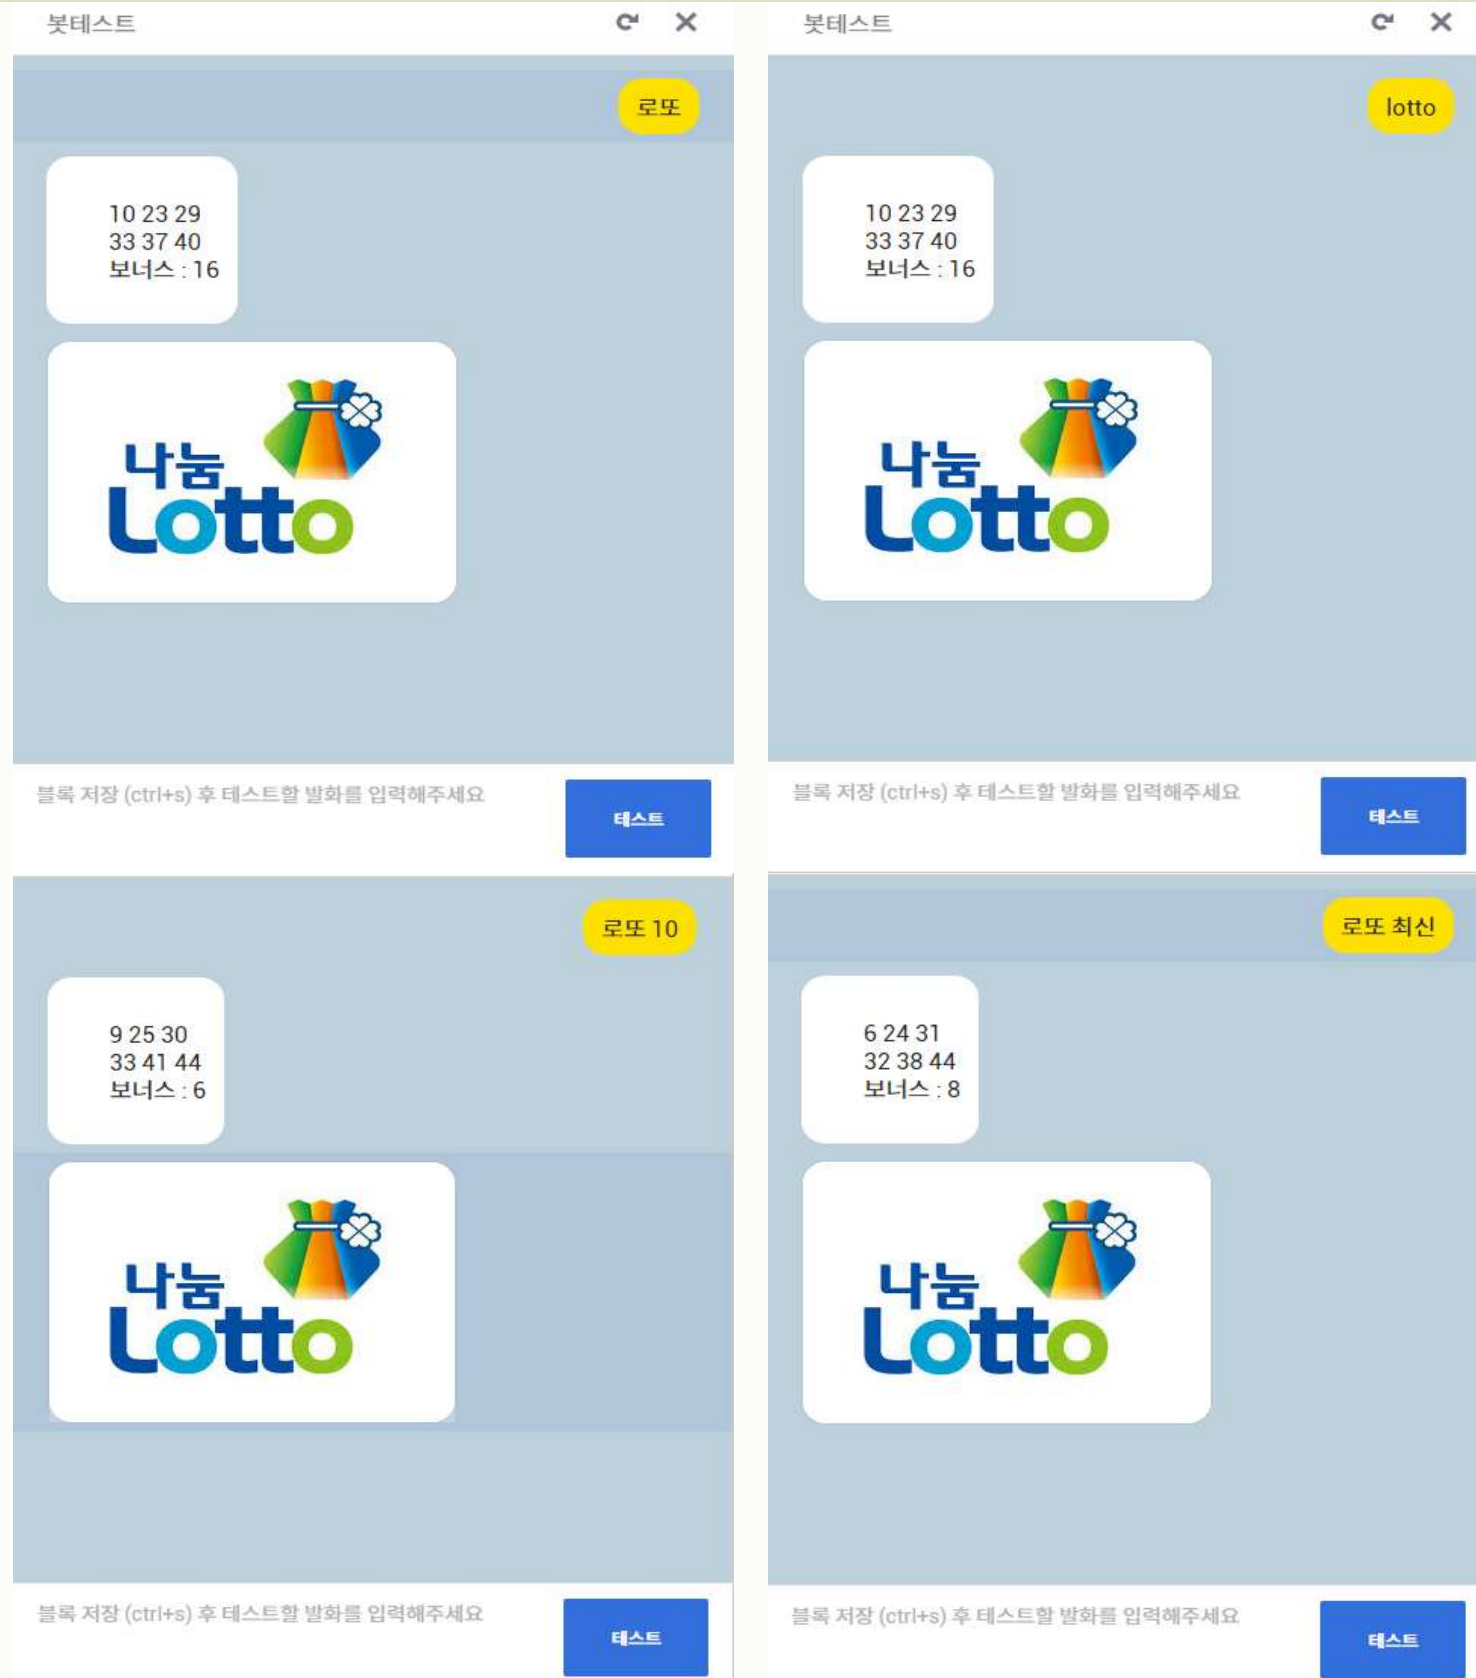 봇테스트
로또
10 23 29
33 37 40
보너스 : 16
나눔
Lotto
블록 저장 (ctrl+s) 후 테스트할 발화를 입력해주세요
테스트
봇테스트
lotto
10 23 29
33 37 40
보너스 : 16
나눔
Lotto
블록 저장 (ctrl+s) 후 테스트할 발화를 입력해주세요
테스트
로또 10
9 25 30
33 41 44
보너스 : 6
나눔
Lotto
블록 저장 (ctrl+s) 후 테스트할 발화를 입력해주세요
테스트
로또 최신
6 24 31
32 38 44
보너스 : 8
나눔
Lotto
블록 저장 (ctrl+s) 후 테스트할 발화를 입력해주세요
테스트